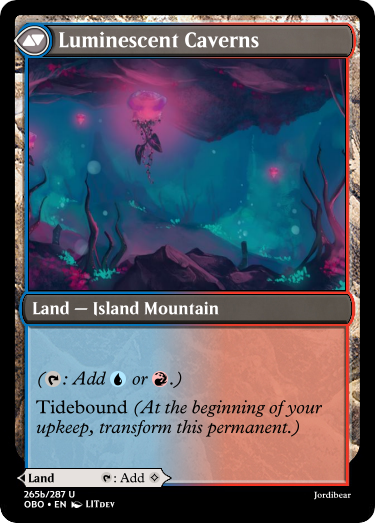 Luminescent Caverns
Land — Island Mountain
(: Add or .)
Tidebound (At the beginning of your
upkeep, transform this permanent.)
Land : Add
265b/287 U
OBO • EN LITDEV
Jordibear